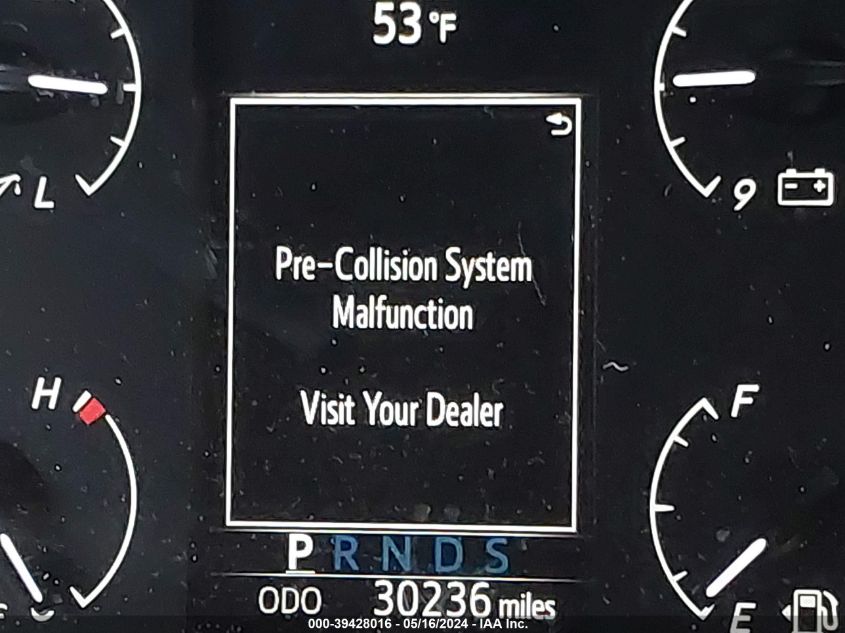 53 °F
L
9
Pre-Collision System
Malfunction
Visit Your Dealer
H
F
P R N D S
C
E
ODO 30236 miles
000-39428016 - 05/16/2024 - IAA Inc.